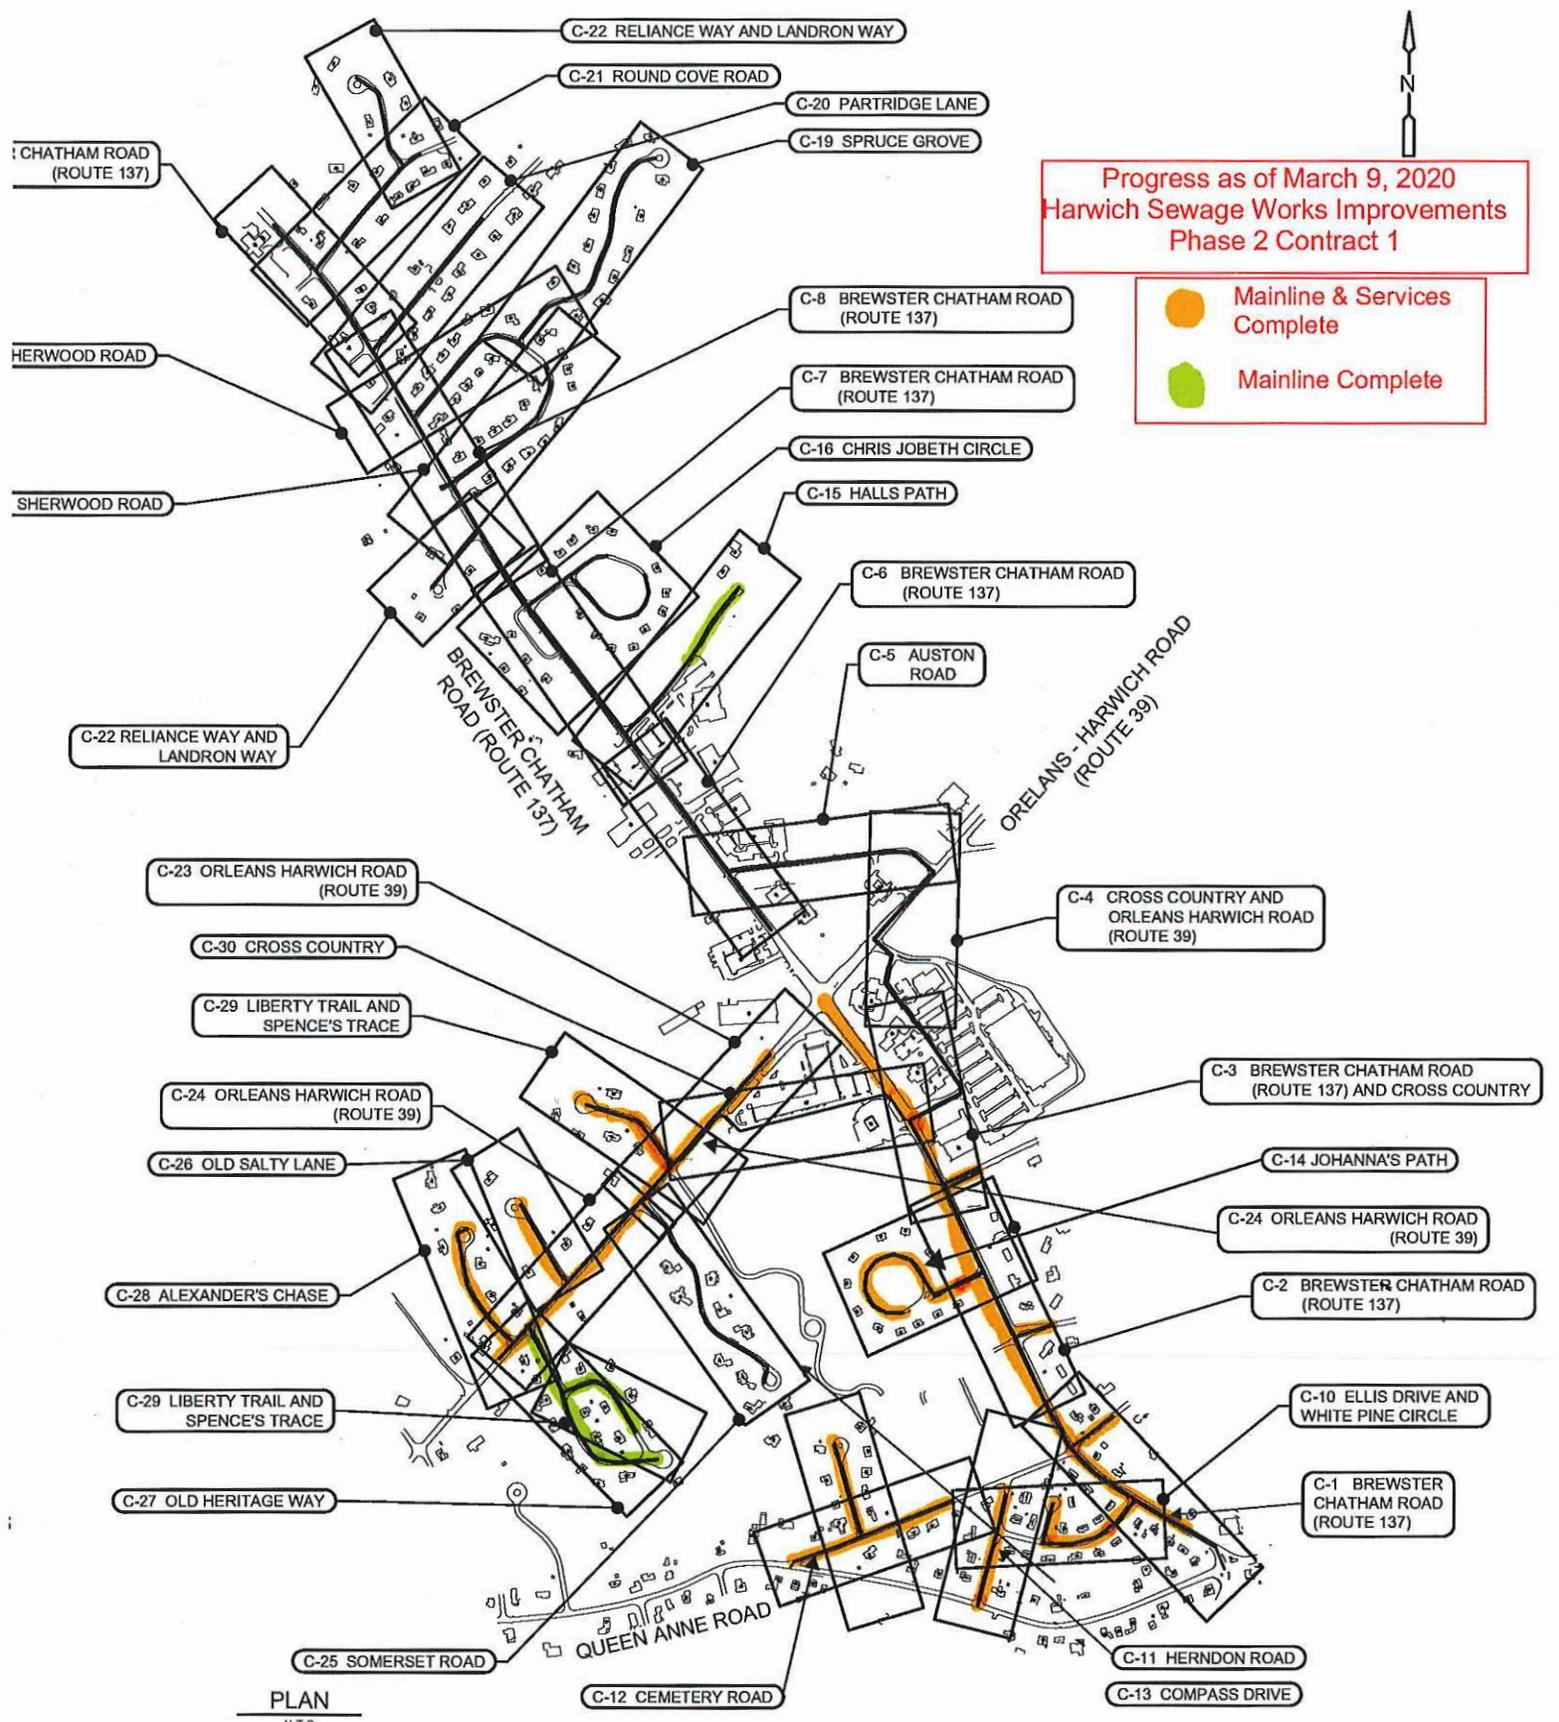 C-22 RELIANCE WAY AND LANDRON WAY
C-21 ROUND COVE ROAD
C-20 PARTRIDGE LANE
C-19 SPRUCE GROVE
N
CHATHAM ROAD
(ROUTE 137)
Progress as of March 9, 2020
Harwich Sewage Works Improvements
Phase 2 Contract 1
Mainline & Services
Complete
Mainline Complete
C-8 BREWSTER CHATHAM ROAD
(ROUTE 137)
HERWOOD ROAD
C-7 BREWSTER CHATHAM ROAD
(ROUTE 137)
C-16 CHRIS JOBETH CIRCLE
C-15 HALLS PATH
SHERWOOD ROAD
C-6 BREWSTER CHATHAM ROAD
(ROUTE 137)
C-5 AUSTON
ROAD
ORELANS - HARWICH ROAD
(ROUTE 39)
BREWSTER CHATHAM
ROAD (ROUTE 137)
C-22 RELIANCE WAY AND
LANDRON WAY
C-23 ORLEANS HARWICH ROAD
(ROUTE 39)
C-4 CROSS COUNTRY AND
ORLEANS HARWICH ROAD
(ROUTE 39)
C-30 CROSS COUNTRY
C-29 LIBERTY TRAIL AND
SPENCE'S TRACE
C-3 BREWSTER CHATHAM ROAD
(ROUTE 137) AND CROSS COUNTRY
C-24 ORLEANS HARWICH ROAD
(ROUTE 39)
C-26 OLD SALTY LANE
C-14 JOHANNA'S PATH
C-24 ORLEANS HARWICH ROAD
(ROUTE 39)
C-28 ALEXANDER'S CHASE
C-2 BREWSTER CHATHAM ROAD
(ROUTE 137)
C-29 LIBERTY TRAIL AND
SPENCE'S TRACE
C-10 ELLIS DRIVE AND
WHITE PINE CIRCLE
C-27 OLD HERITAGE WAY
C-1 BREWSTER
CHATHAM ROAD
(ROUTE 137)
QUEEN ANNE ROAD
C-25 SOMERSET ROAD
C-11 HERNDON ROAD
C-12 CEMETERY ROAD
C-13 COMPASS DRIVE
PLAN